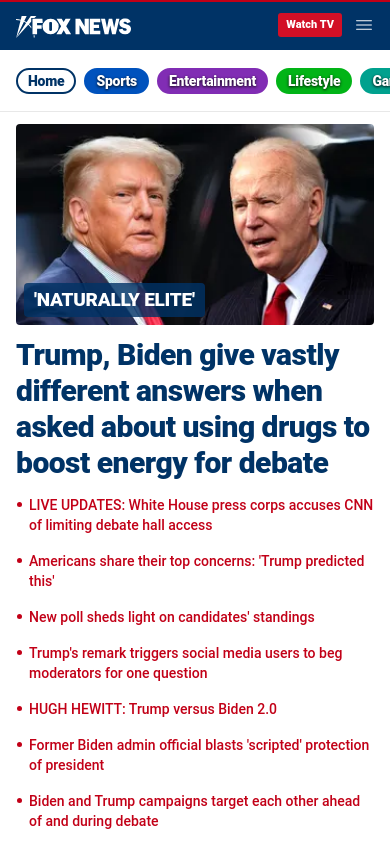 FOX NEWS
Watch TV
Home
Sports
Entertainment
Lifestyle
'NATURALLY ELITE'
Trump, Biden give vastly
different answers when
asked about using drugs to
boost energy for debate
• LIVE UPDATES: White House press corps accuses CNN
of limiting debate hall access
• Americans share their top concerns: 'Trump predicted
this'
• New poll sheds light on candidates' standings
• Trump's remark triggers social media users to beg
moderators for one question
• HUGH HEWITT: Trump versus Biden 2.0
• Former Biden admin official blasts 'scripted' protection
of president
• Biden and Trump campaigns target each other ahead
of and during debate